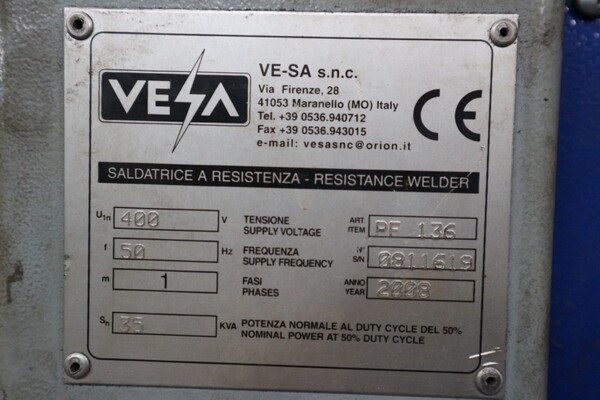 VESA
VE-SA s.n.c.
Via Firenze, 28
41053 Maranello (MO) Italy
Tel. +39 0536.940712
Fax +39 0536.943015
e-mail: vesasnc@orion.it
CE
SALDATRICE A RESISTENZA - RESISTANCE WELDER
U1n 400 V TENSIONE SUPPLY VOLTAGE
ART. ITEM PF 136
f 50 Hz FREQUENZA SUPPLY FREQUENCY
N° S/N 0811619
m 1 FASI PHASES
ANNO YEAR 2008
Sn 35 KVA POTENZA NORMALE AL DUTY CYCLE DEL 50%
NOMINAL POWER AT 50% DUTY CYCLE